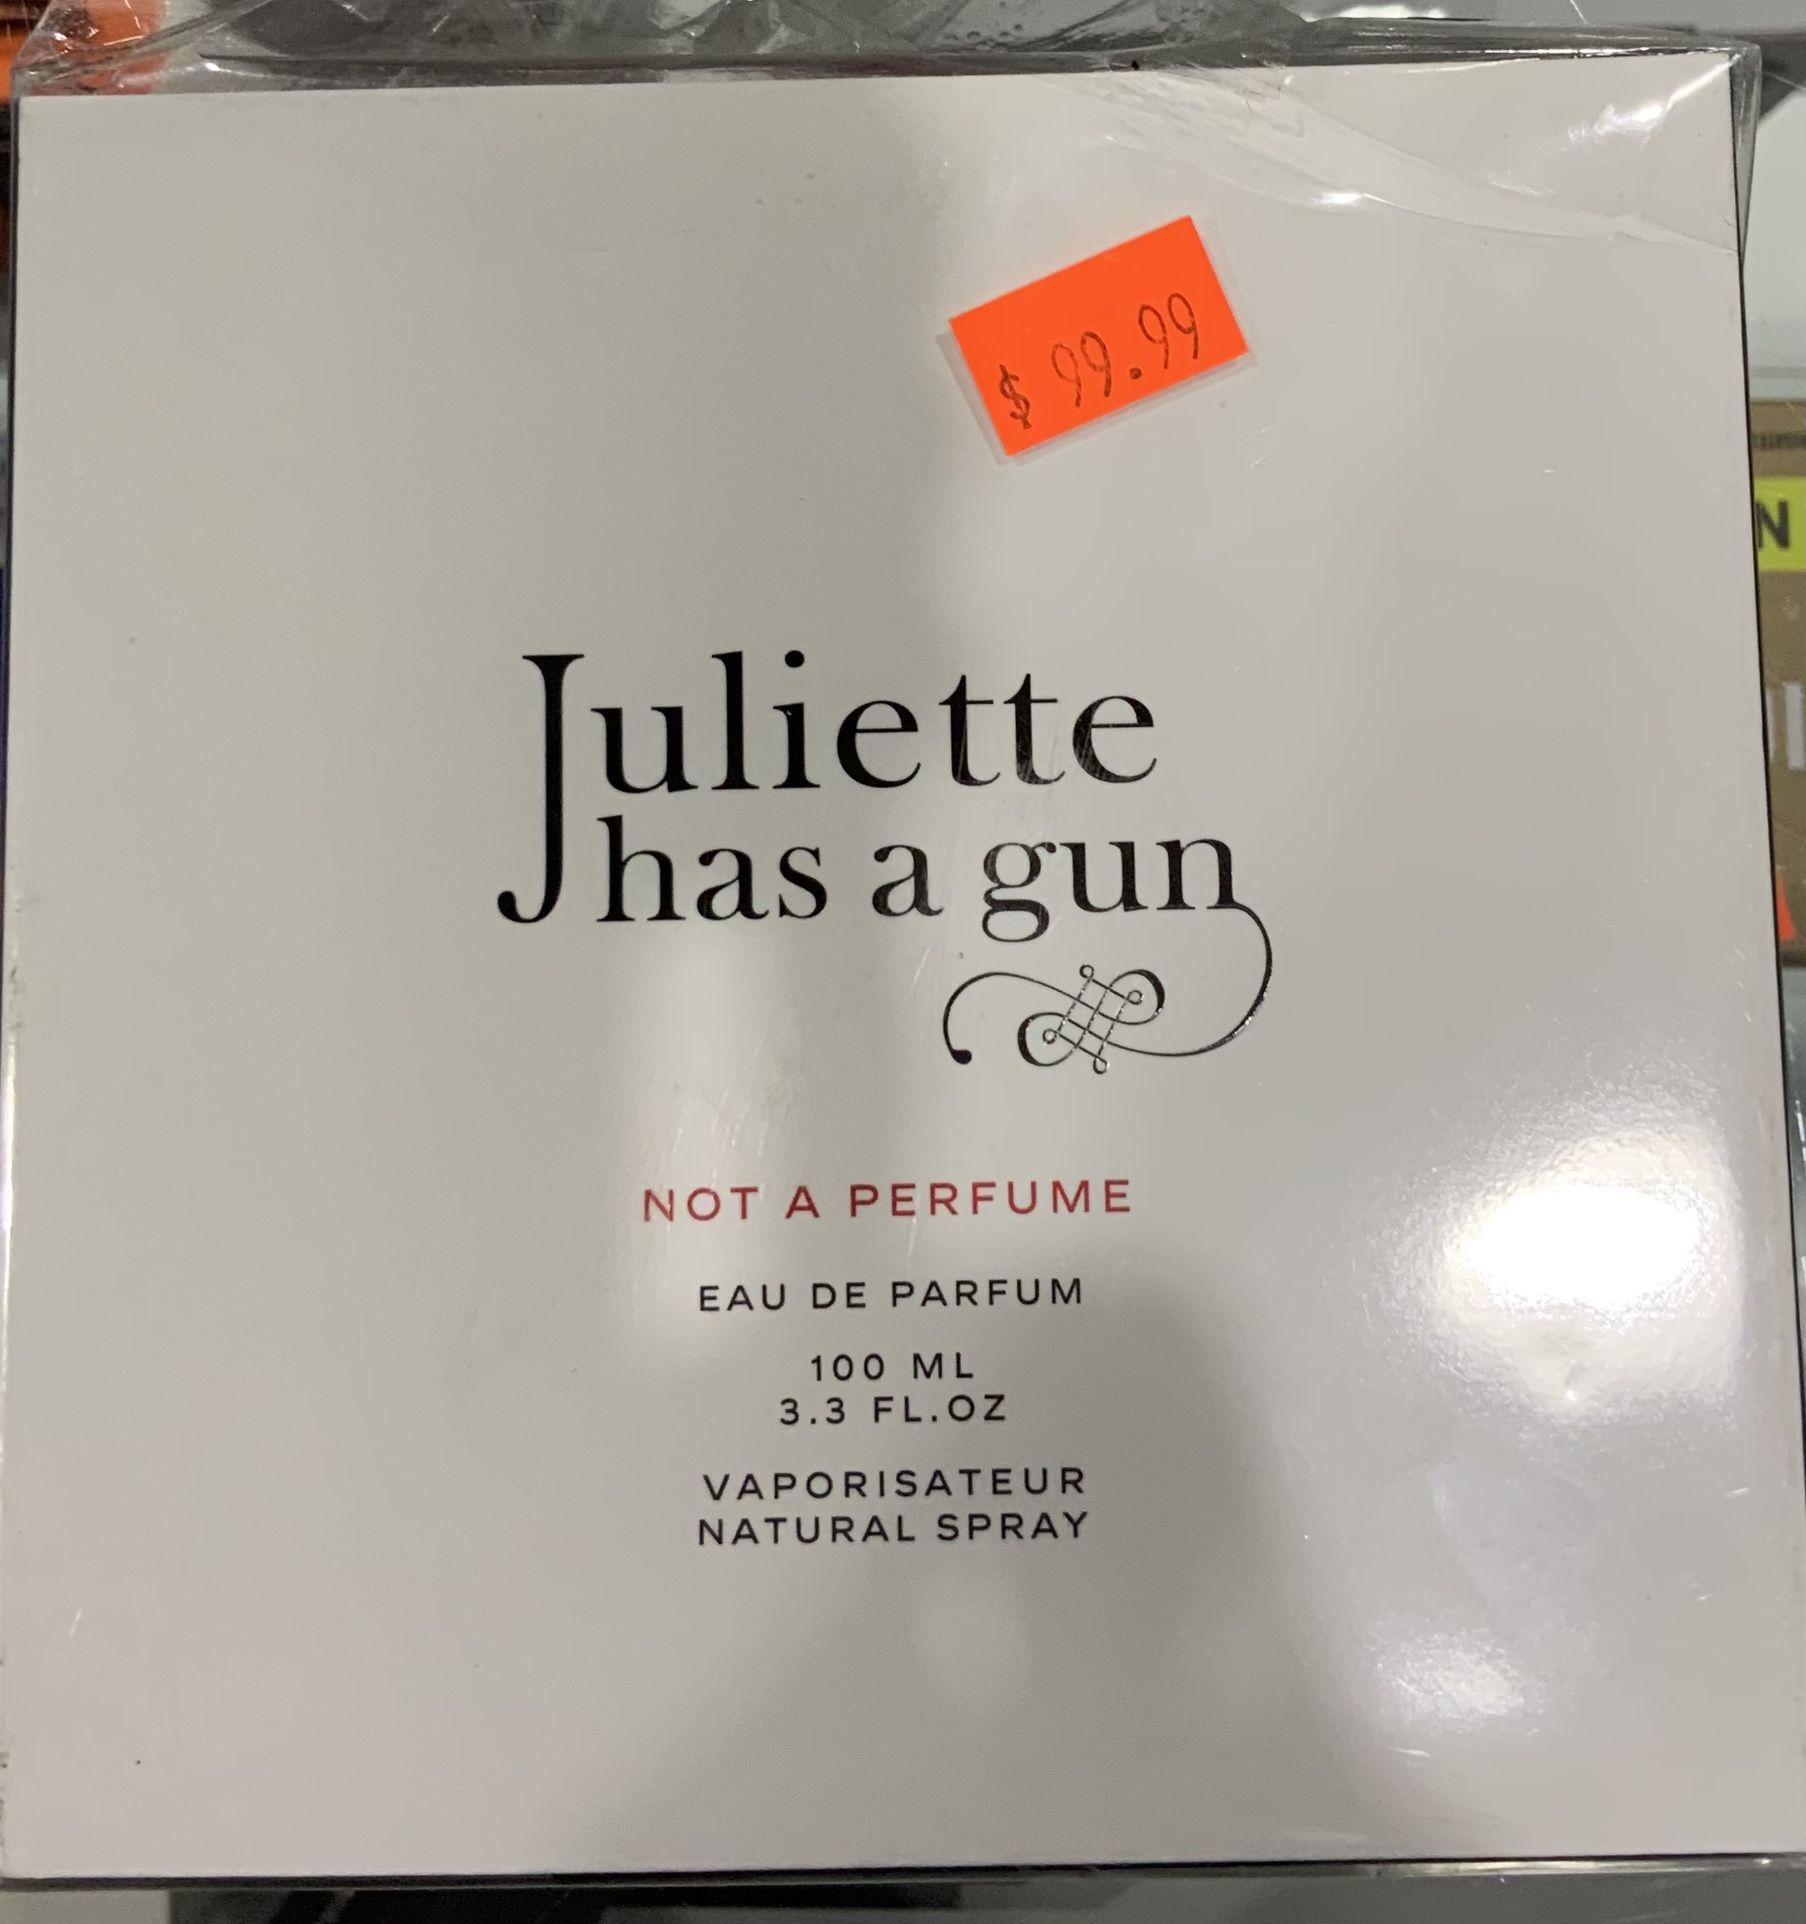 $ 99.99
Juliette
has a gun
NOT A PERFUME
EAU DE PARFUM
100 ML
3.3 FL.OZ
VAPORISATEUR
NATURAL SPRAY
N